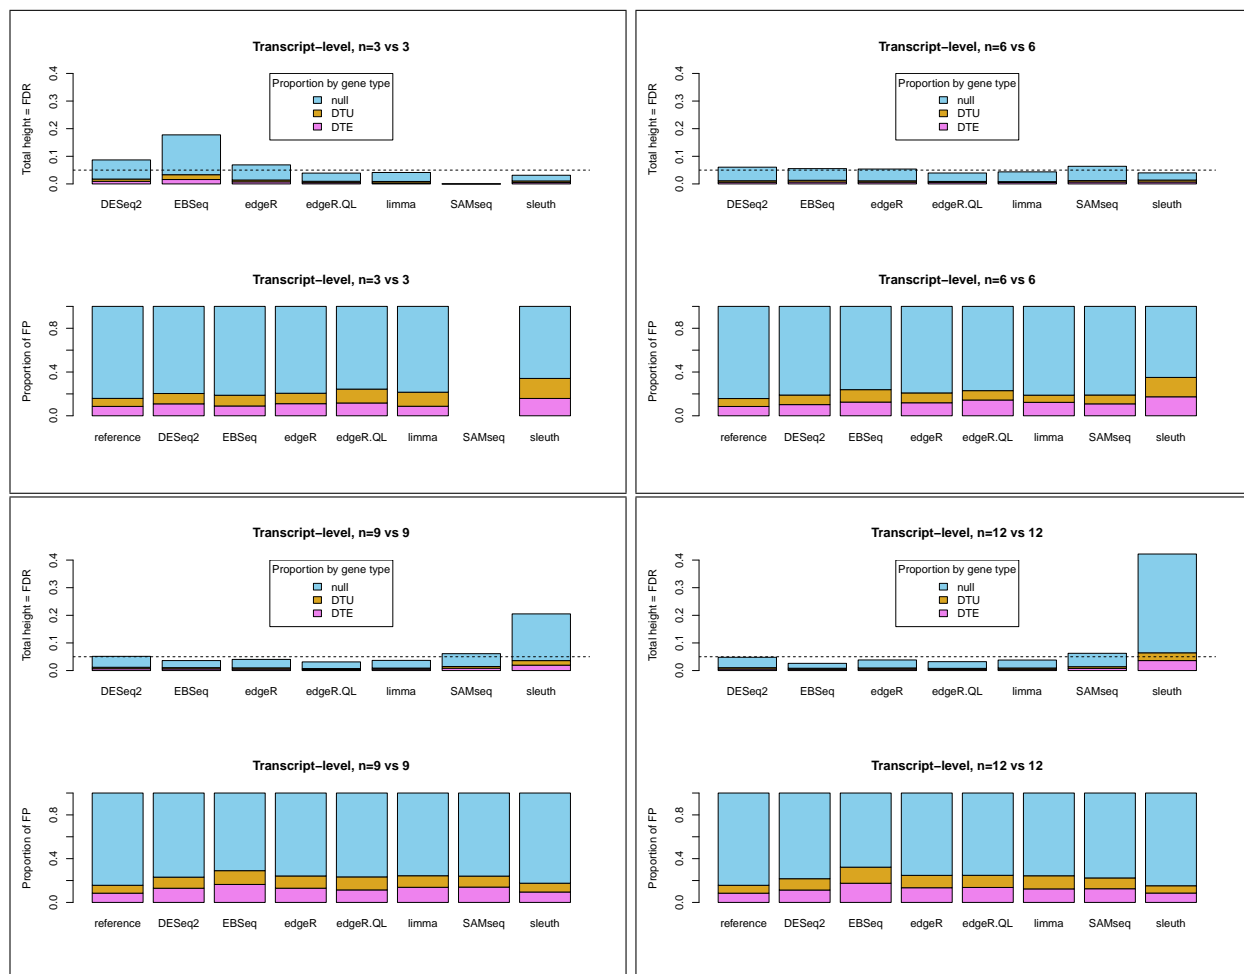 Transcript−level, n=3 vs 3
Total height = FDR
0.0 0.1 0.2 0.3 0.4
Proportion by gene type
null
DTU
DTE
DESeq2 EBSeq edgeR edgeR.QL limma SAMseq sleuth
Transcript−level, n=3 vs 3
Proportion of FP
0.0 0.4 0.8
reference DESeq2 EBSeq edgeR edgeR.QL limma SAMseq sleuth
Transcript−level, n=6 vs 6
Total height = FDR
0.0 0.1 0.2 0.3 0.4
Proportion by gene type
null
DTU
DTE
DESeq2 EBSeq edgeR edgeR.QL limma SAMseq sleuth
Transcript−level, n=6 vs 6
Proportion of FP
0.0 0.4 0.8
reference DESeq2 EBSeq edgeR edgeR.QL limma SAMseq sleuth
Transcript−level, n=9 vs 9
Total height = FDR
0.0 0.1 0.2 0.3 0.4
Proportion by gene type
null
DTU
DTE
DESeq2 EBSeq edgeR edgeR.QL limma SAMseq sleuth
Transcript−level, n=9 vs 9
Proportion of FP
0.0 0.4 0.8
reference DESeq2 EBSeq edgeR edgeR.QL limma SAMseq sleuth
Transcript−level, n=12 vs 12
Total height = FDR
0.0 0.1 0.2 0.3 0.4
Proportion by gene type
null
DTU
DTE
DESeq2 EBSeq edgeR edgeR.QL limma SAMseq sleuth
Transcript−level, n=12 vs 12
Proportion of FP
0.0 0.4 0.8
reference DESeq2 EBSeq edgeR edgeR.QL limma SAMseq sleuth